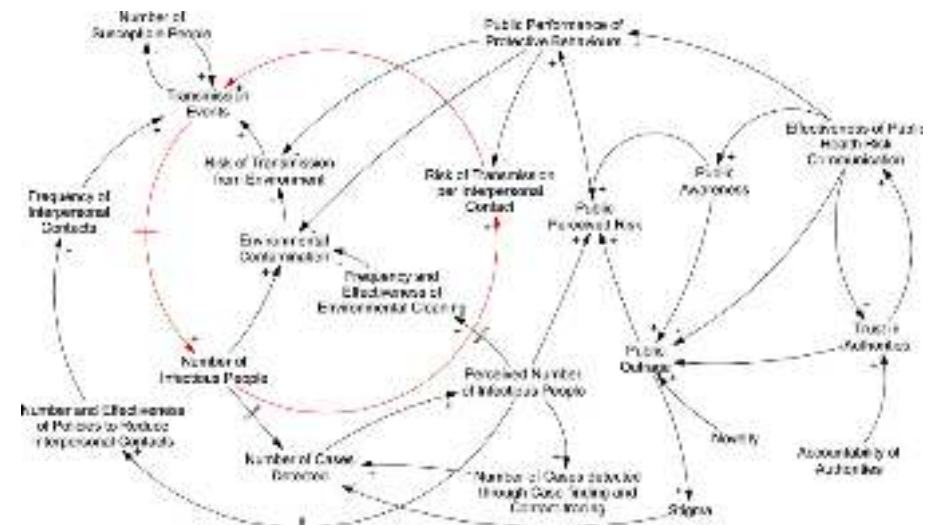 Number of
Susceptible People
Public Performance of
Protective Behaviours
Transmission
Events
Effectiveness of Public
Health Risk
Communication
Risk of Transmission
from Environment
Risk of Transmission
per Interpersonal
Contact
Public
Awareness
Frequency of
Interpersonal
Contacts
Public
Perceived Risk
Environmental
Contamination
Frequency and
Effectiveness of
Environmental Cleaning
Trust in
Authorities
Number of
Infectious People
Public
Outrage
Perceived Number
of Infectious People
Number and Effectiveness
of Policies to Reduce
Interpersonal Contacts
Novelty
Accountability of
Authorities
Number of Cases
Detected
Number of Cases detected
through Case finding and
Contact tracing
Stigma